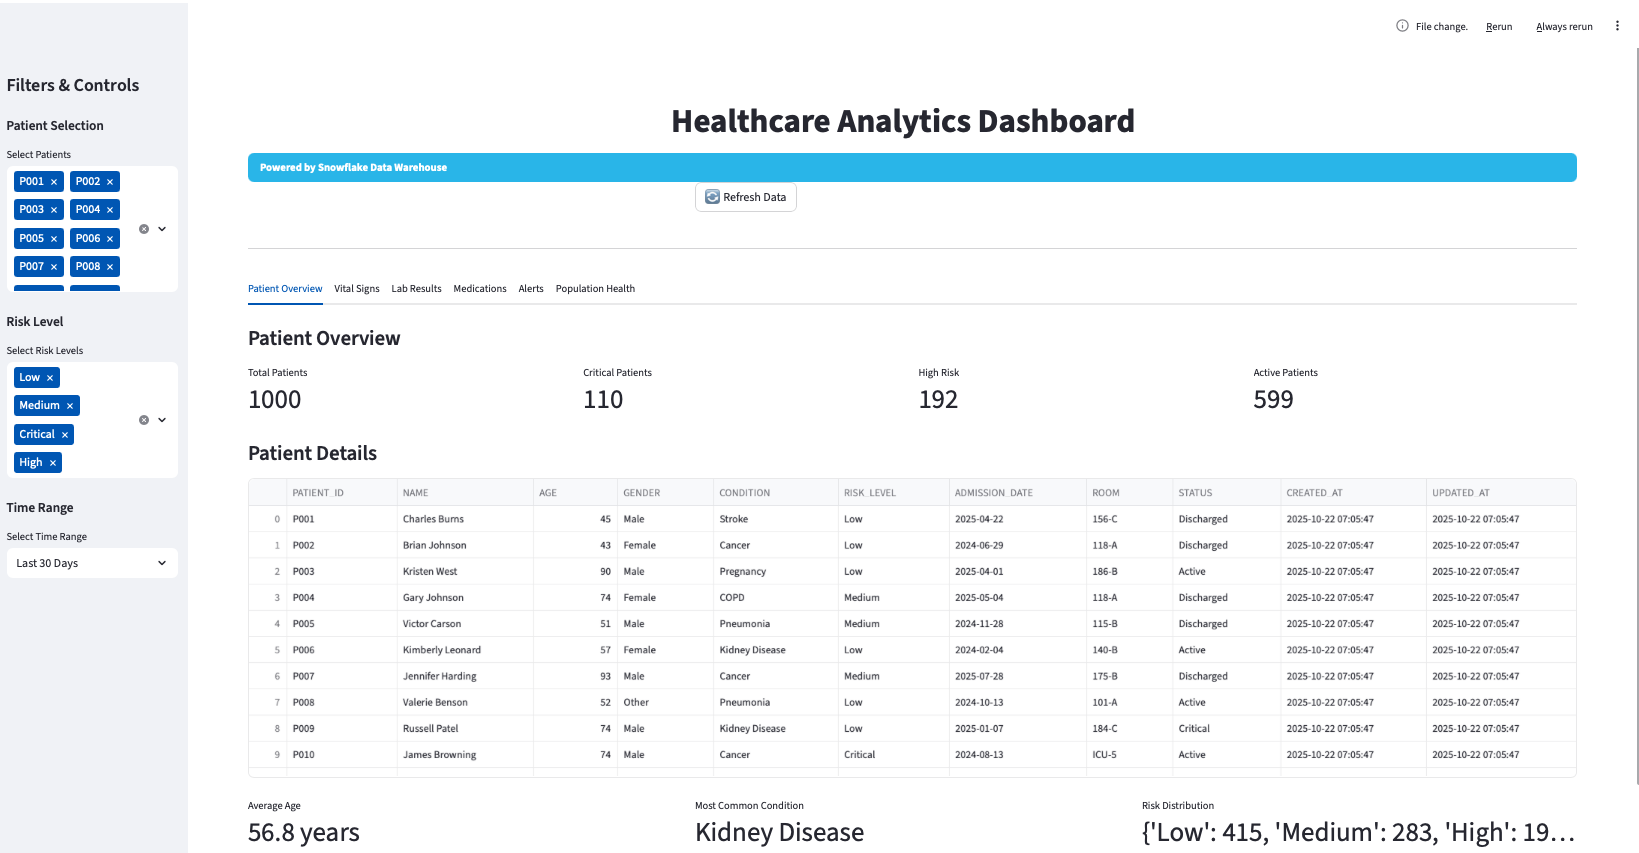 File change. Rerun Always rerun
Filters & Controls
Patient Selection
Select Patients
P001 × P002 ×
P003 × P004 ×
P005 × P006 ×
P007 × P008 ×
Risk Level
Select Risk Levels
Low ×
Medium ×
Critical ×
High ×
Time Range
Select Time Range
Last 30 Days
Healthcare Analytics Dashboard
Powered by Snowflake Data Warehouse
Refresh Data
Patient Overview Vital Signs Lab Results Medications Alerts Population Health
Patient Overview
Total Patients Critical Patients High Risk Active Patients
1000 110 192 599
Patient Details
PATIENT_ID NAME AGE GENDER CONDITION RISK_LEVEL ADMISSION_DATE ROOM STATUS CREATED_AT UPDATED_AT
0 P001 Charles Burns 45 Male Stroke Low 2025-04-22 156-C Discharged 2025-10-22 07:05:47 2025-10-22 07:05:47
1 P002 Brian Johnson 43 Female Cancer Low 2024-06-29 118-A Discharged 2025-10-22 07:05:47 2025-10-22 07:05:47
2 P003 Kristen West 90 Male Pregnancy Low 2025-04-01 186-B Active 2025-10-22 07:05:47 2025-10-22 07:05:47
3 P004 Gary Johnson 74 Female COPD Medium 2025-05-04 118-A Discharged 2025-10-22 07:05:47 2025-10-22 07:05:47
4 P005 Victor Carson 51 Male Pneumonia Medium 2024-11-28 115-B Discharged 2025-10-22 07:05:47 2025-10-22 07:05:47
5 P006 Kimberly Leonard 57 Female Kidney Disease Low 2024-02-04 140-B Active 2025-10-22 07:05:47 2025-10-22 07:05:47
6 P007 Jennifer Harding 93 Male Cancer Medium 2025-07-28 175-B Discharged 2025-10-22 07:05:47 2025-10-22 07:05:47
7 P008 Valerie Benson 52 Other Pneumonia Low 2024-10-13 101-A Active 2025-10-22 07:05:47 2025-10-22 07:05:47
8 P009 Russell Patel 74 Male Kidney Disease Low 2025-01-07 184-C Critical 2025-10-22 07:05:47 2025-10-22 07:05:47
9 P010 James Browning 74 Male Cancer Critical 2024-08-13 ICU-5 Active 2025-10-22 07:05:47 2025-10-22 07:05:47
Average Age Most Common Condition Risk Distribution
56.8 years Kidney Disease {'Low': 415, 'Medium': 283, 'High': 19…